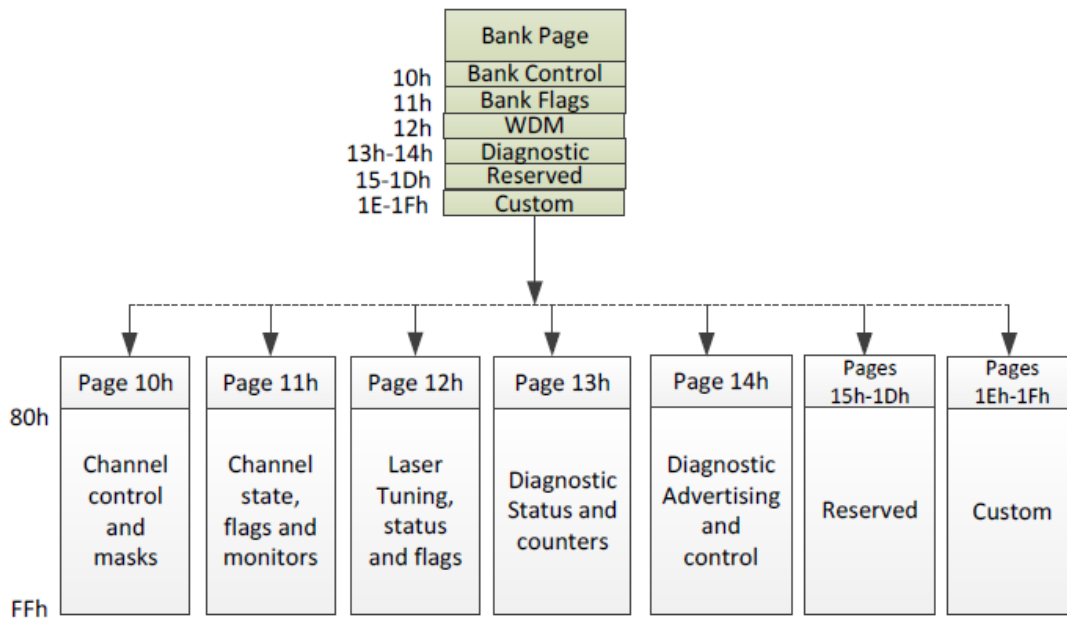 Bank Page
10h
Bank Control
11h
Bank Flags
12h
WDM
13h-14h
Diagnostic
15-1Dh
Reserved
1E-1Fh
Custom
Page 10h
Page 11h
Page 12h
Page 13h
Page 14h
Pages
15h-1Dh
Pages
1Eh-1Fh
80h
Channel
control
and
masks
Channel
state,
flags and
monitors
Laser
Tuning,
status
and flags
Diagnostic
Status and
counters
Diagnostic
Advertising
and
control
Reserved
Custom
FFh